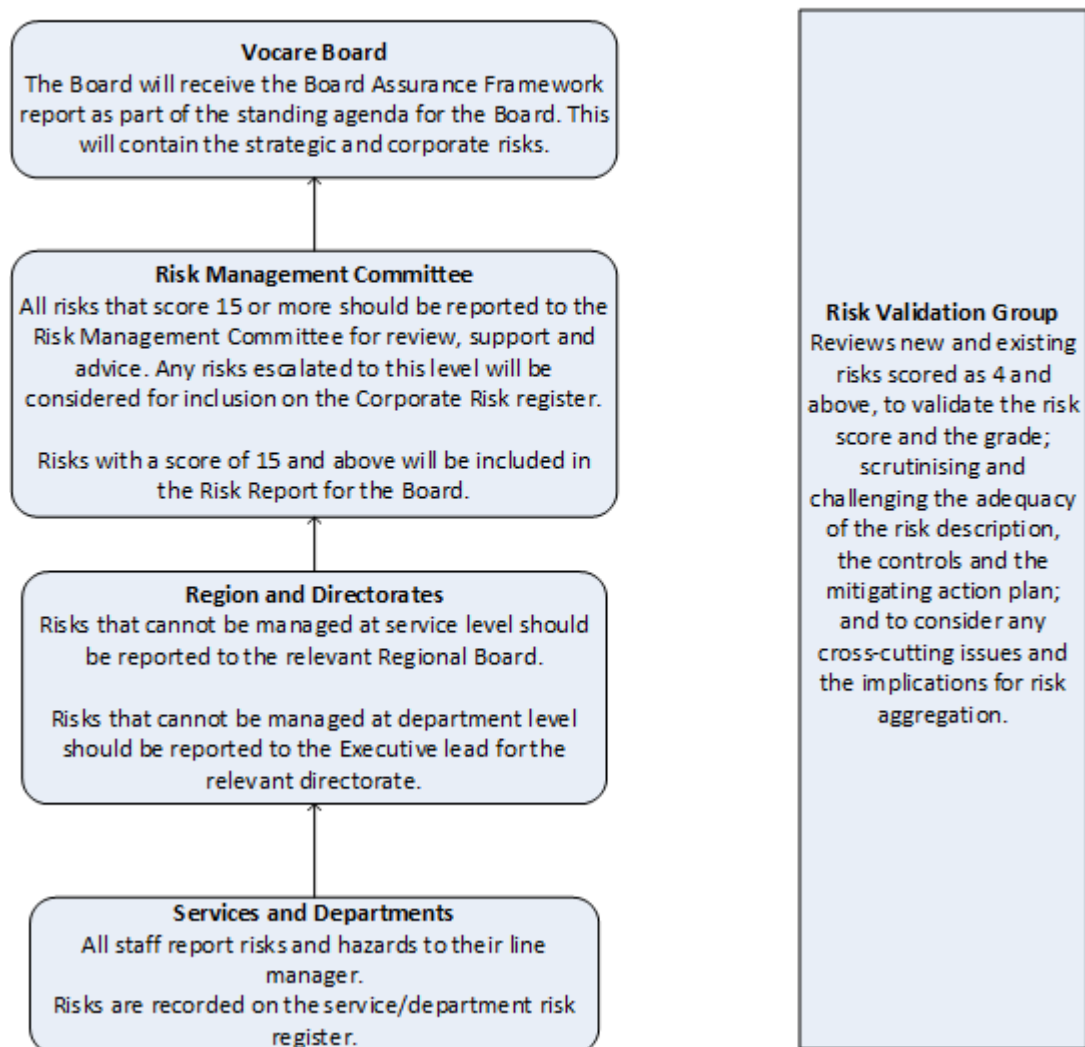 Vocare Board
The Board will receive the Board Assurance Framework
report as part of the standing agenda for the Board. This
will contain the strategic and corporate risks.
Risk Management Committee
All risks that score 15 or more should be reported to the
Risk Management Committee for review, support and
advice. Any risks escalated to this level will be
considered for inclusion on the Corporate Risk register.
Risks with a score of 15 and above will be included in
the Risk Report for the Board.
Region and Directorates
Risks that cannot be managed at service level should
be reported to the relevant Regional Board.
Risks that cannot be managed at department level
should be reported to the Executive lead for the
relevant directorate.
Services and Departments
All staff report risks and hazards to their line
manager.
Risks are recorded on the service/department risk
register.
Risk Validation Group
Reviews new and existing
risks scored as 4 and
above, to validate the risk
score and the grade;
scrutinising and
challenging the adequacy
of the risk description,
the controls and the
mitigating action plan;
and to consider any
cross-cutting issues and
the implications for risk
aggregation.